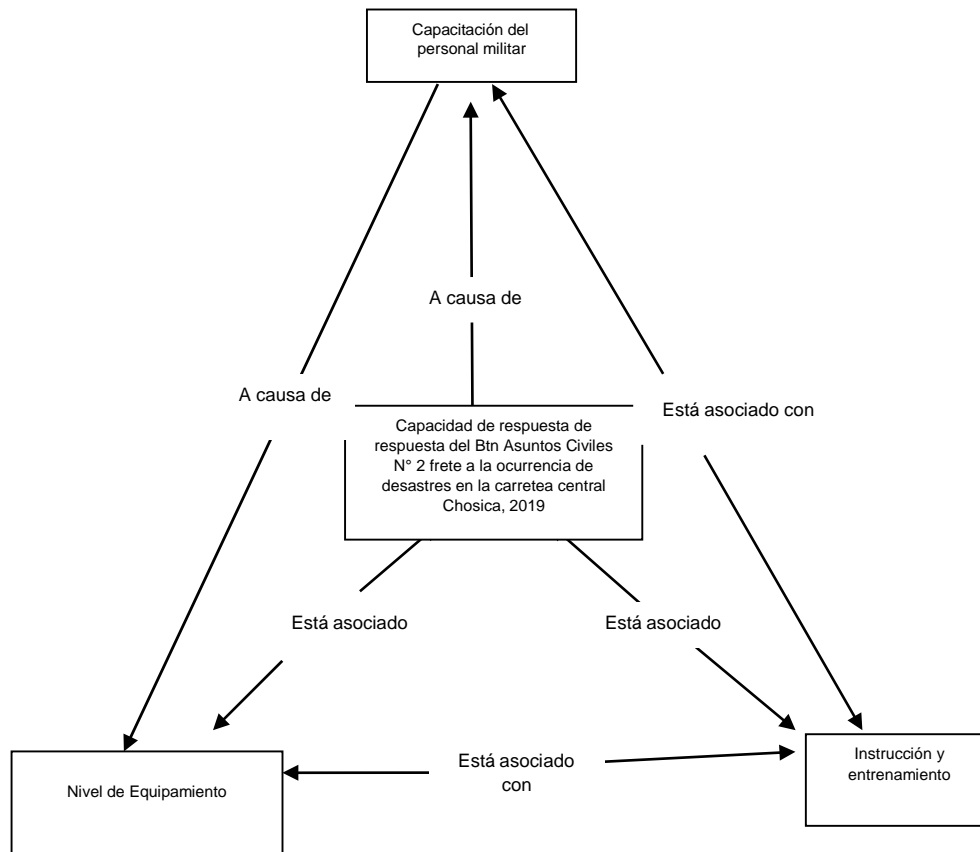 Capacitación del
personal militar
A causa de
A causa de
Está asociado con
Capacidad de respuesta de
respuesta del Btn Asuntos Civiles
N° 2 frete a la ocurrencia de
desastres en la carretea central
Chosica, 2019
Está asociado
Está asociado
Nivel de Equipamiento
Está asociado
con
Instrucción y
entrenamiento